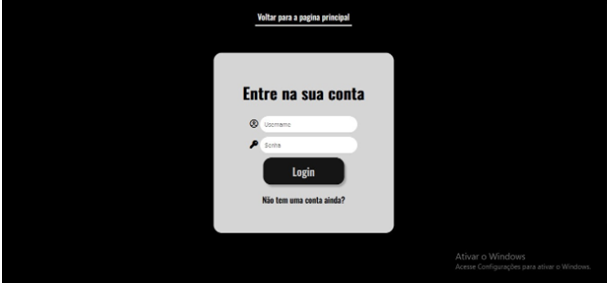 Voltar para a pagina principal
Entre na sua conta
Username
Senha
Login
Não tem uma conta ainda?
Ativar o Windows
Acesse Configurações para ativar o Windows.